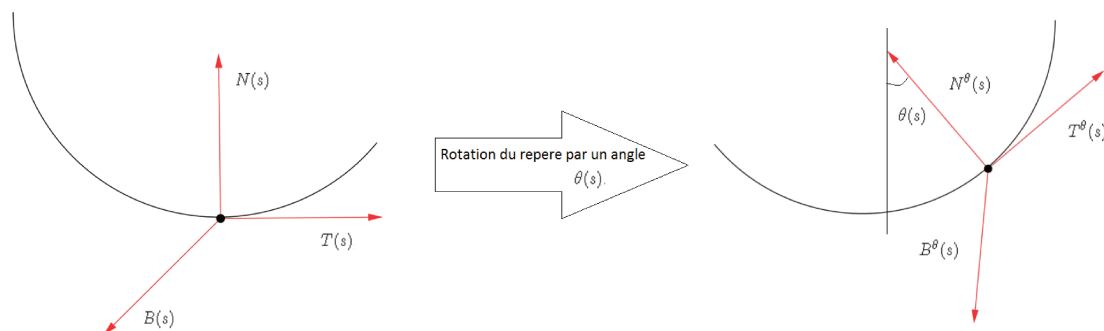 N(s)
T(s)
B(s)
Rotation du repere par un angle
θ(s).
N^θ(s)
θ(s)
T^θ(s)
B^θ(s)